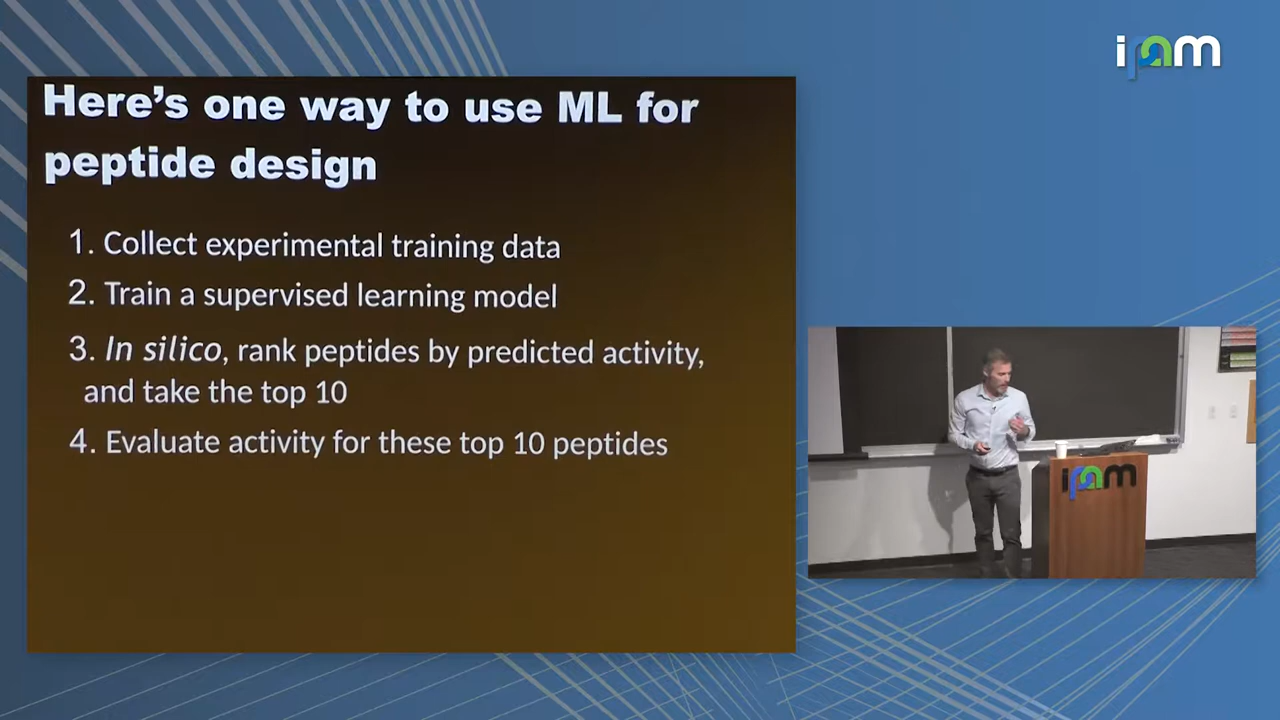 ipam
Here's one way to use ML for
peptide design
1. Collect experimental training data
2. Train a supervised learning model
3. In silico, rank peptides by predicted activity,
and take the top 10
4. Evaluate activity for these top 10 peptides
ipam